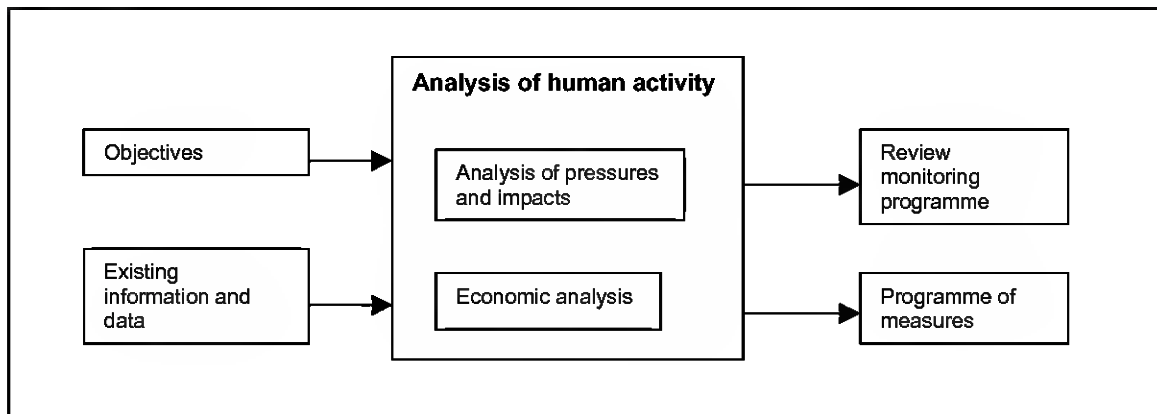 Analysis of human activity
Objectives
Analysis of pressures
and impacts
Review
monitoring
programme
Existing
information and
data
Economic analysis
Programme of
measures